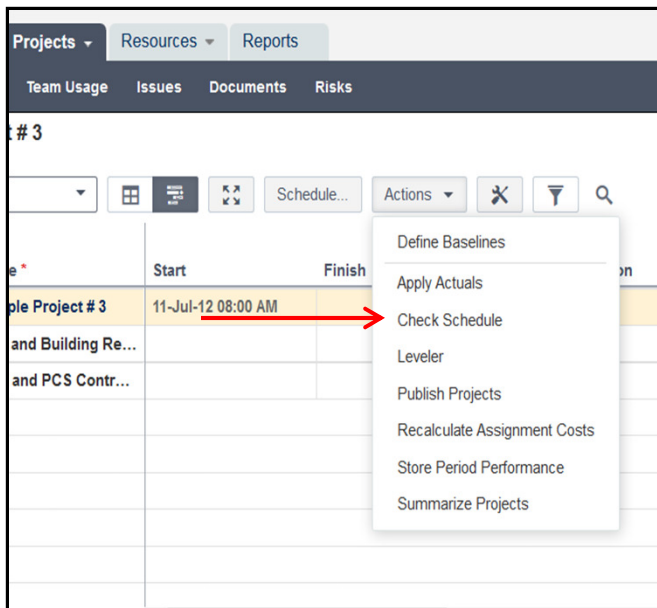 Projects Resources Reports
Team Usage Issues Documents Risks
t # 3
Schedule... Actions
e * Start Finish on
ple Project # 3 11-Jul-12 08:00 AM
and Building Re...
and PCS Contr...
Define Baselines
Apply Actuals
Check Schedule
Leveler
Publish Projects
Recalculate Assignment Costs
Store Period Performance
Summarize Projects